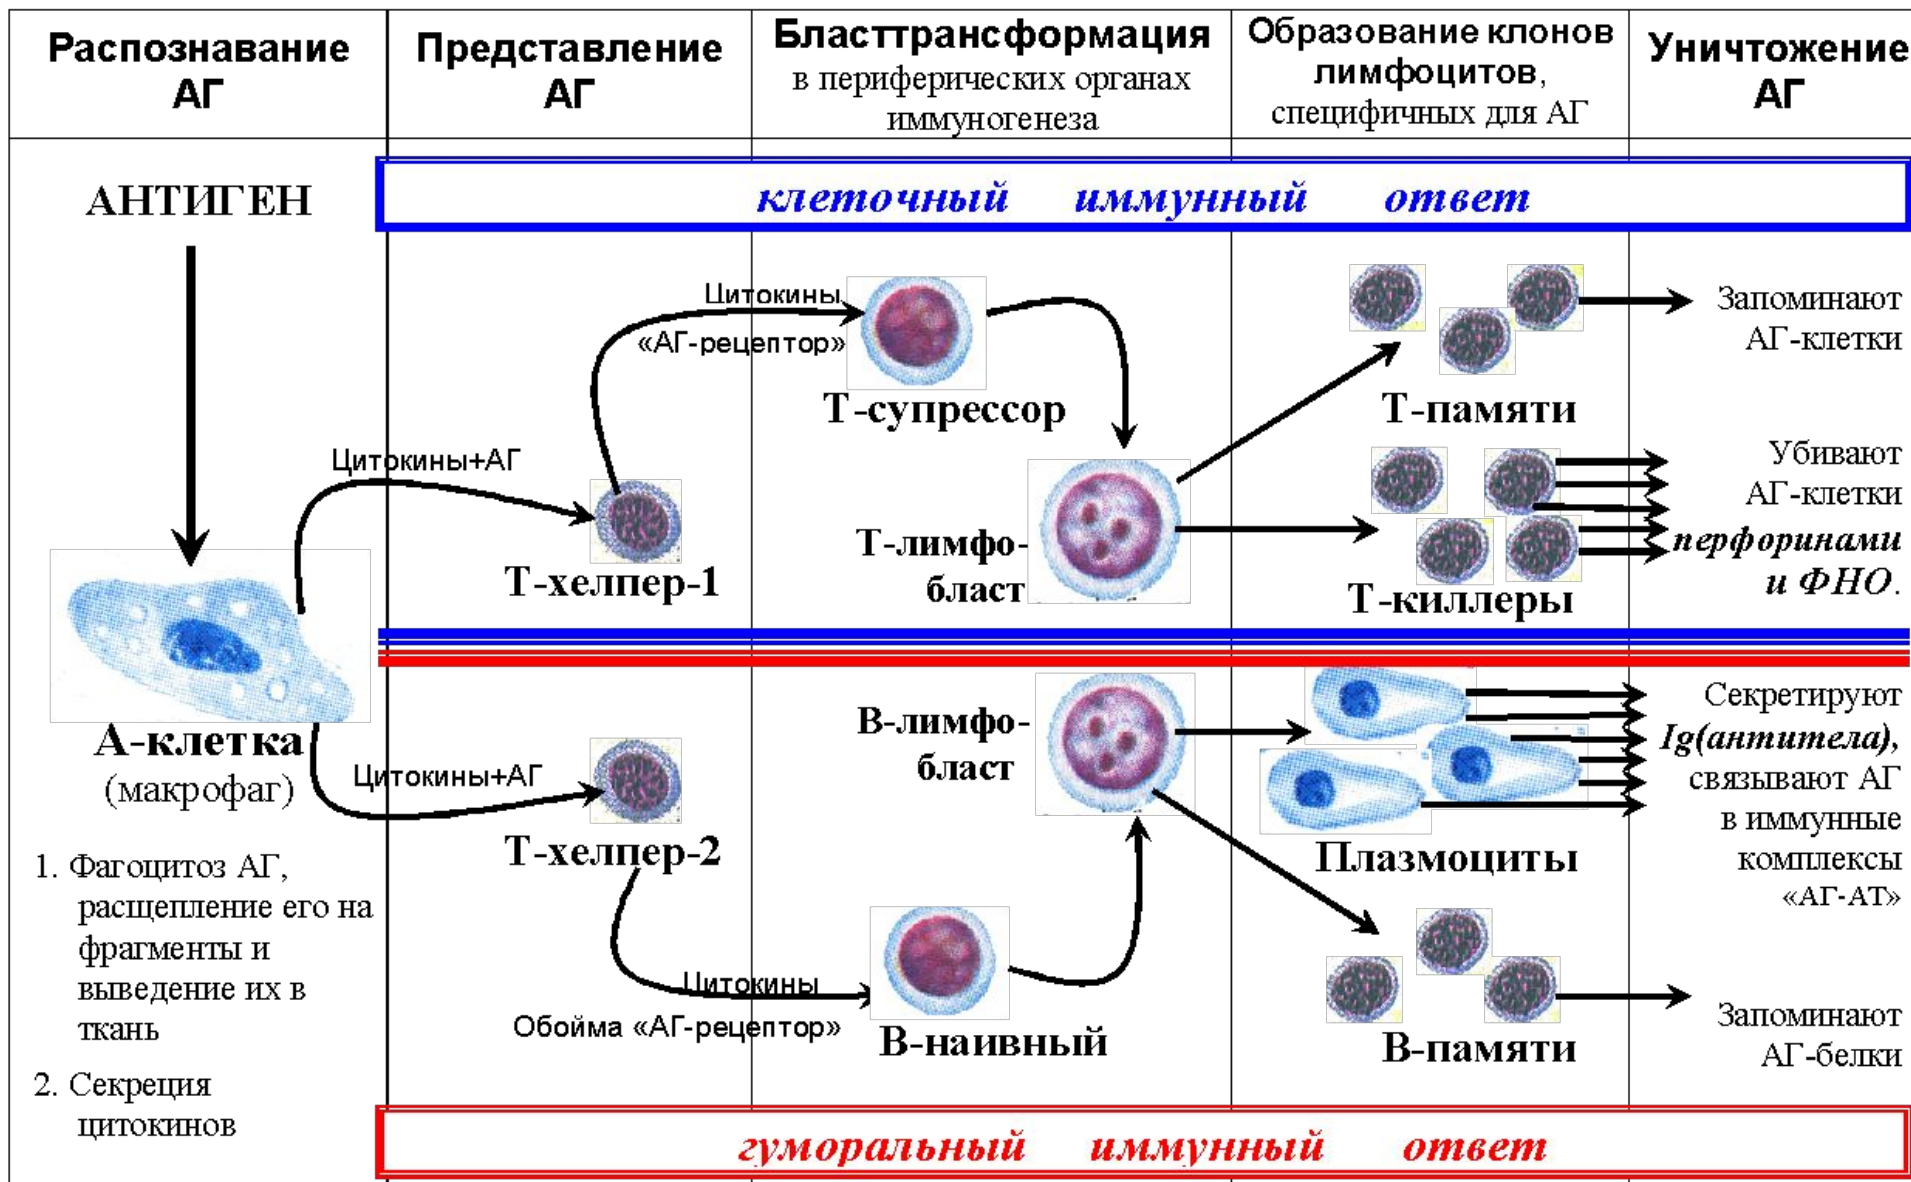 Распознавание
АГ
Представление
АГ
Бласттрансформация
в периферических органах
иммуногенеза
Образование клонов
лимфоцитов,
специфичных для АГ
Уничтожение
АГ
АНТИГЕН
клеточный иммунный ответ
Цитокины
«АГ-рецептор»
Т-супрессор
Запоминают
АГ-клетки
Т-памяти
Цитокины+АГ
Т-хелпер-1
Т-лимфо-
бласт
Т-киллеры
Убивают
АГ-клетки
перфоринами
и ФНО.
А-клетка
(макрофаг)
1. Фагоцитоз АГ,
расщепление его на
фрагменты и
выведение их в
ткань
2. Секреция
цитокинов
Цитокины+АГ
Т-хелпер-2
В-лимфо-
бласт
Плазмоциты
Секретируют
Ig(антитела),
связывают АГ
в иммунные
комплексы
«АГ-АТ»
Цитокины
Обойма «АГ-рецептор»
В-наивный
В-памяти
Запоминают
АГ-белки
гуморальный иммунный ответ